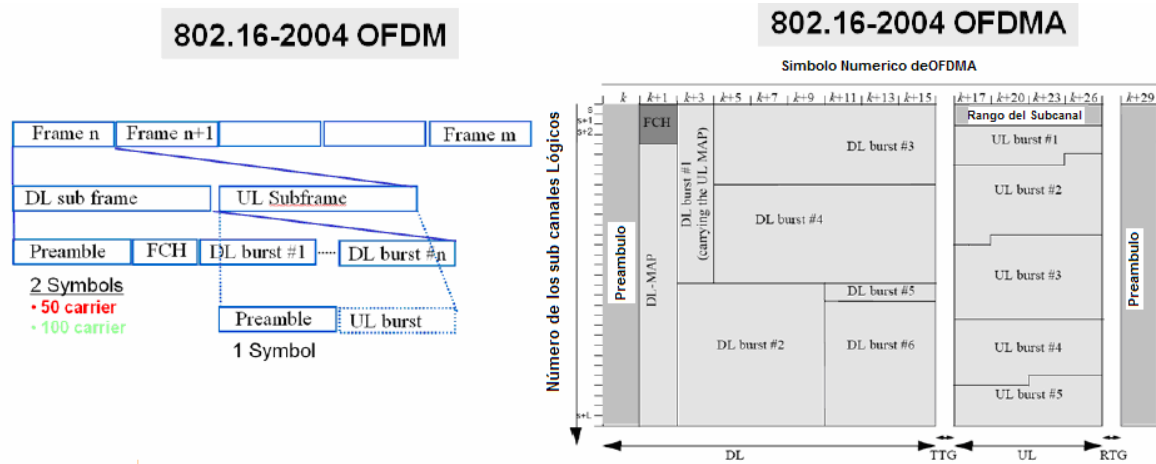 802.16-2004 OFDM
Frame n
Frame n+1
Frame m
DL sub frame
UL Subframe
Preamble
FCH
DL burst #1
DL burst #n
2 Symbols
• 50 carrier
• 100 carrier
Preamble
UL burst
1 Symbol
802.16-2004 OFDMA
Simbolo Numerico deOFDMA
k
k+1
k+3
k+5
k+7
k+9
k+11
k+13
k+15
k+17
k+20
k+23
k+26
k+29
Número de los sub canales Lógicos
s
s+1
s+2
s+L
Preambulo
FCH
DL-MAP
DL burst #1
(carrying the UL MAP)
DL burst #3
DL burst #4
DL burst #5
DL burst #2
DL burst #6
Rango del Subcanal
UL burst #1
UL burst #2
UL burst #3
UL burst #4
UL burst #5
Preambulo
DL
TTG
UL
RTG